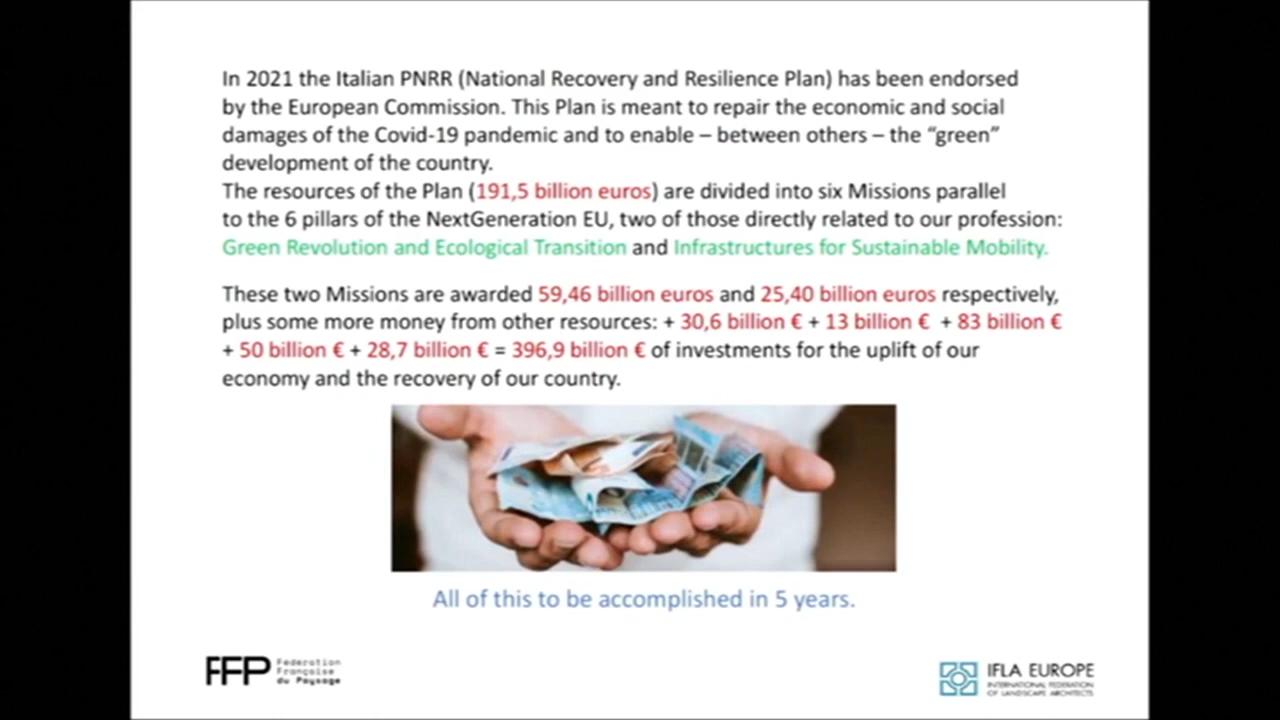 In 2021 the Italian PNRR (National Recovery and Resilience Plan) has been endorsed
by the European Commission. This Plan is meant to repair the economic and social
damages of the Covid-19 pandemic and to enable – between others – the “green”
development of the country.
The resources of the Plan (191,5 billion euros) are divided into six Missions parallel
to the 6 pillars of the NextGeneration EU, two of those directly related to our profession:
Green Revolution and Ecological Transition and Infrastructures for Sustainable Mobility.
These two Missions are awarded 59,46 billion euros and 25,40 billion euros respectively,
plus some more money from other resources: + 30,6 billion € + 13 billion € + 83 billion €
+ 50 billion € + 28,7 billion € = 396,9 billion € of investments for the uplift of our
economy and the recovery of our country.
All of this to be accomplished in 5 years.
FFP
Fédération
Française
du Paysage
IFLA EUROPE
INTERNATIONAL FEDERATION
OF LANDSCAPE ARCHITECTS